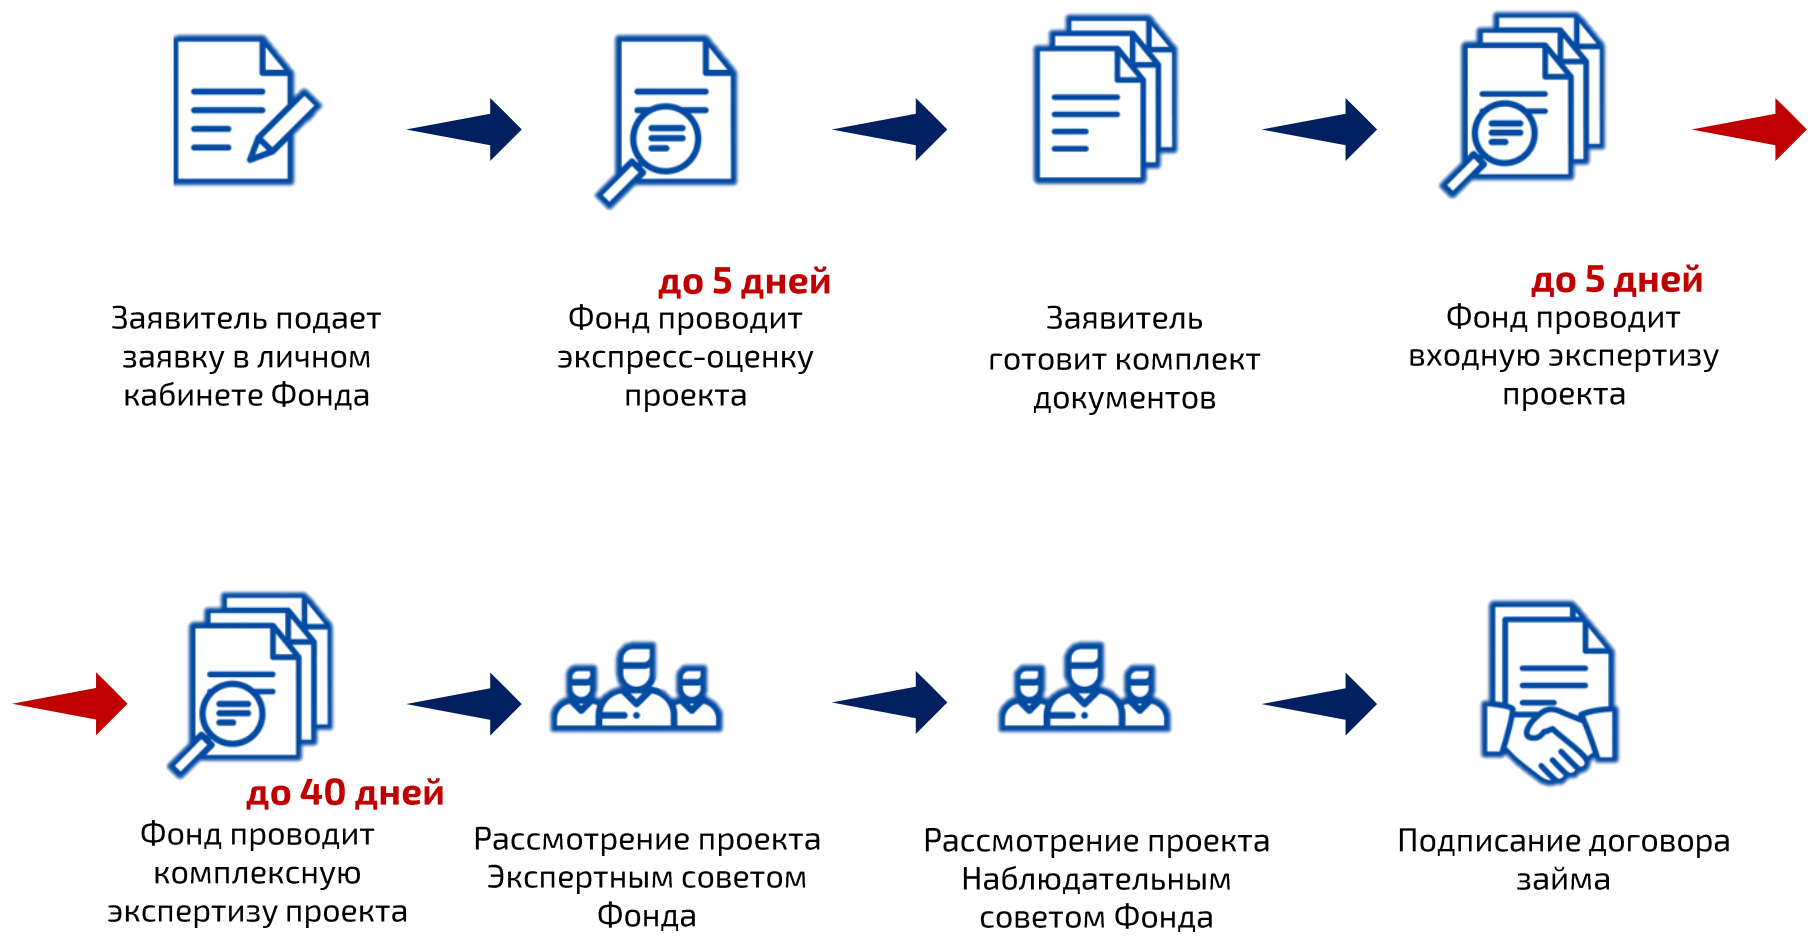 до 5 дней
до 5 дней
Заявитель подает
заявку в личном
кабинете Фонда
Фонд проводит
экспресс-оценку
проекта
Заявитель
готовит комплект
документов
Фонд проводит
входную экспертизу
проекта
до 40 дней
Фонд проводит
комплексную
экспертизу проекта
Рассмотрение проекта
Экспертным советом
Фонда
Рассмотрение проекта
Наблюдательным
советом Фонда
Подписание договора
займа